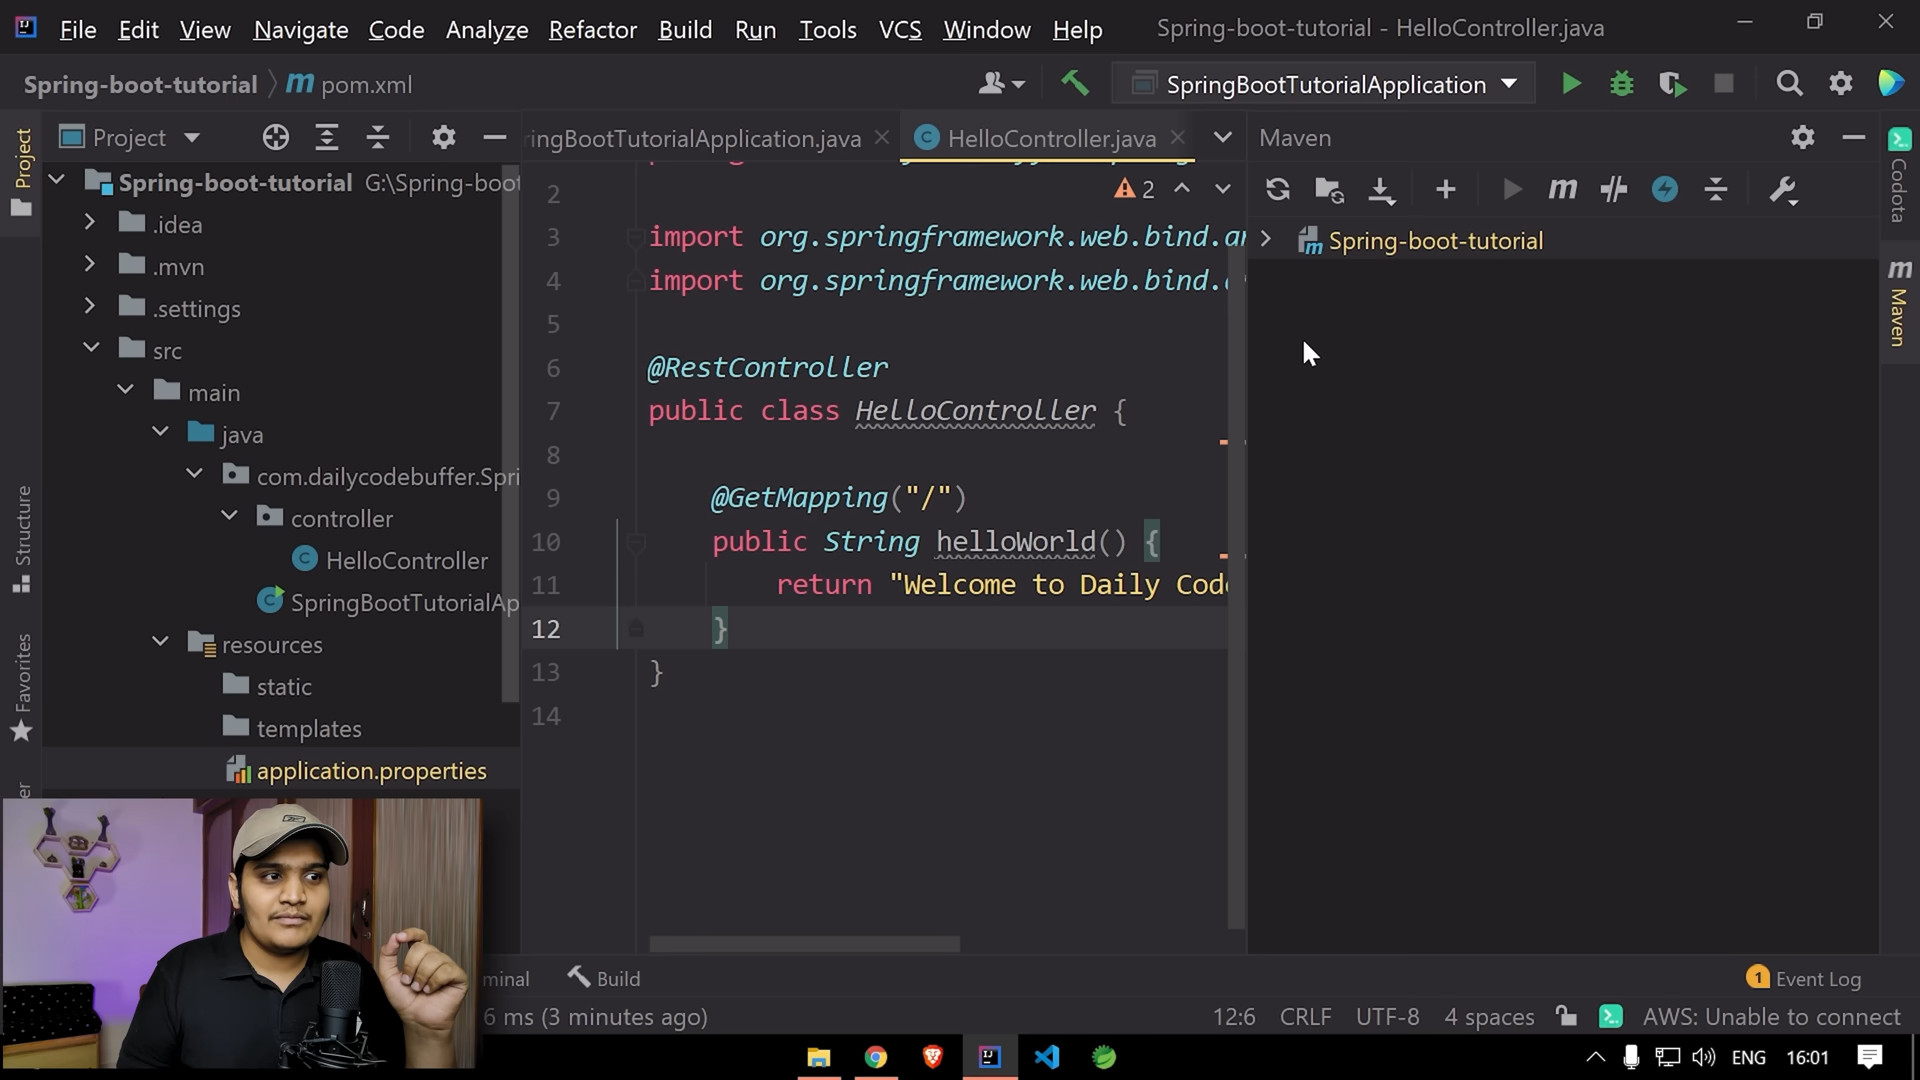 File Edit View Navigate Code Analyze Refactor Build Run Tools VCS Window Help Spring-boot-tutorial - HelloController.java
Spring-boot-tutorial m pom.xml SpringBootTutorialApplication
Project
Project
Structure
Favorites
Spring-boot-tutorial G:\Spring-boot
.idea
.mvn
.settings
src
main
java
com.dailycodebuffer.Spri
controller
HelloController
SpringBootTutorialAp
resources
static
templates
application.properties
ringBootTutorialApplication.java HelloController.java
2
2
3 import org.springframework.web.bind.an
4 import org.springframework.web.bind.a
5
6 @RestController
7 public class HelloController {
8
9 @GetMapping("/")
10 public String helloWorld() {
11 return "Welcome to Daily Code
12 }
13 }
14
Maven
m
Spring-boot-tutorial
Codota
m Maven
minal Build 1 Event Log
6 ms (3 minutes ago) 12:6 CRLF UTF-8 4 spaces AWS: Unable to connect
ENG 16:01